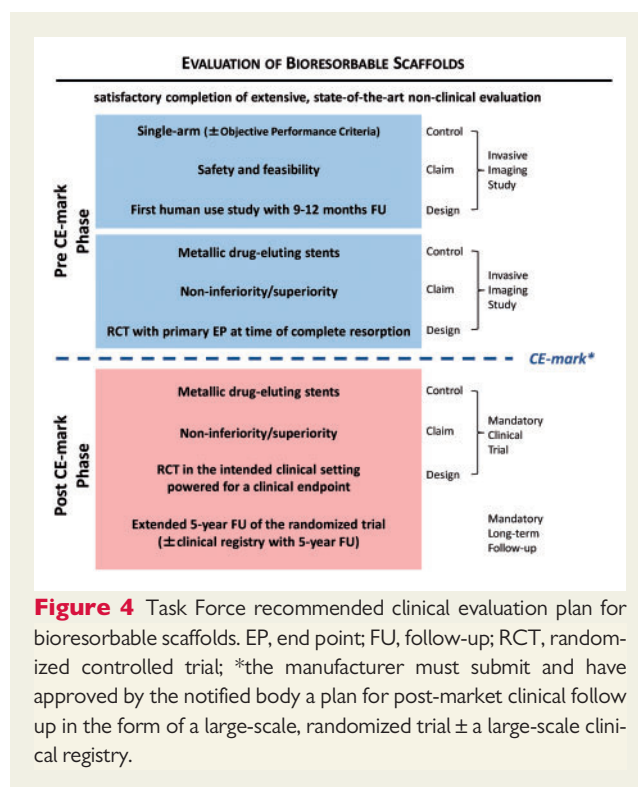 EVALUATION OF BIORESORBABLE SCAFFOLDS
satisfactory completion of extensive, state-of-the-art non-clinical evaluation
Pre CE-mark
Phase
Single-arm (±Objective Performance Criteria)
Control
Safety and feasibility
Claim
First human use study with 9-12 months FU
Design
Invasive
Imaging
Study
Metallic drug-eluting stents
Control
Non-inferiority/superiority
Claim
RCT with primary EP at time of complete resorption
Design
Invasive
Imaging
Study
CE-mark*
Post CE-mark
Phase
Metallic drug-eluting stents
Control
Non-inferiority/superiority
Claim
RCT in the intended clinical setting
powered for a clinical endpoint
Design
Mandatory
Clinical
Trial
Extended 5-year FU of the randomized trial
(±clinical registry with 5-year FU)
Mandatory
Long-term
Follow-up
Figure 4 Task Force recommended clinical evaluation plan for
bioresorbable scaffolds. EP, end point; FU, follow-up; RCT, random-
ized controlled trial; *the manufacturer must submit and have
approved by the notified body a plan for post-market clinical follow
up in the form of a large-scale, randomized trial ± a large-scale clini-
cal registry.